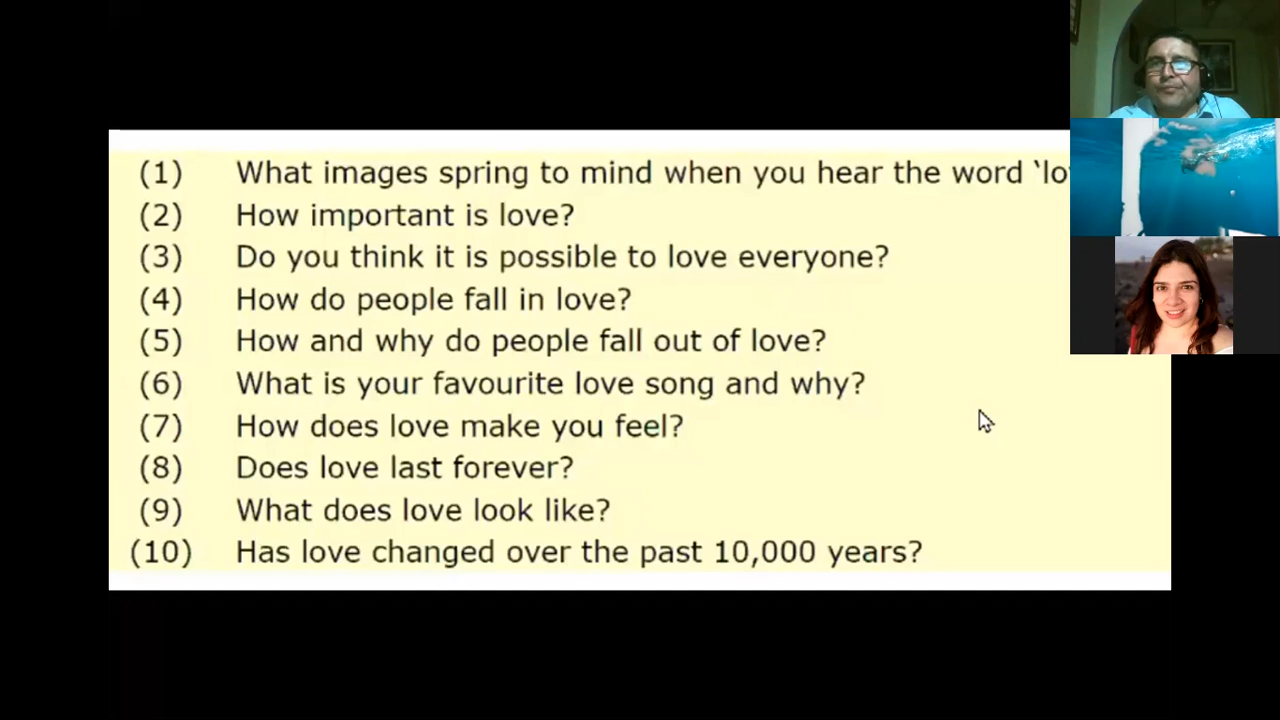 (1) What images spring to mind when you hear the word
(2) How important is love?
(3) Do you think it is possible to love everyone?
(4) How do people fall in love?
(5) How and why do people fall out of love?
(6) What is your favourite love song and why?
(7) How does love make you feel?
(8) Does love last forever?
(9) What does love look like?
(10) Has love changed over the past 10,000 years?